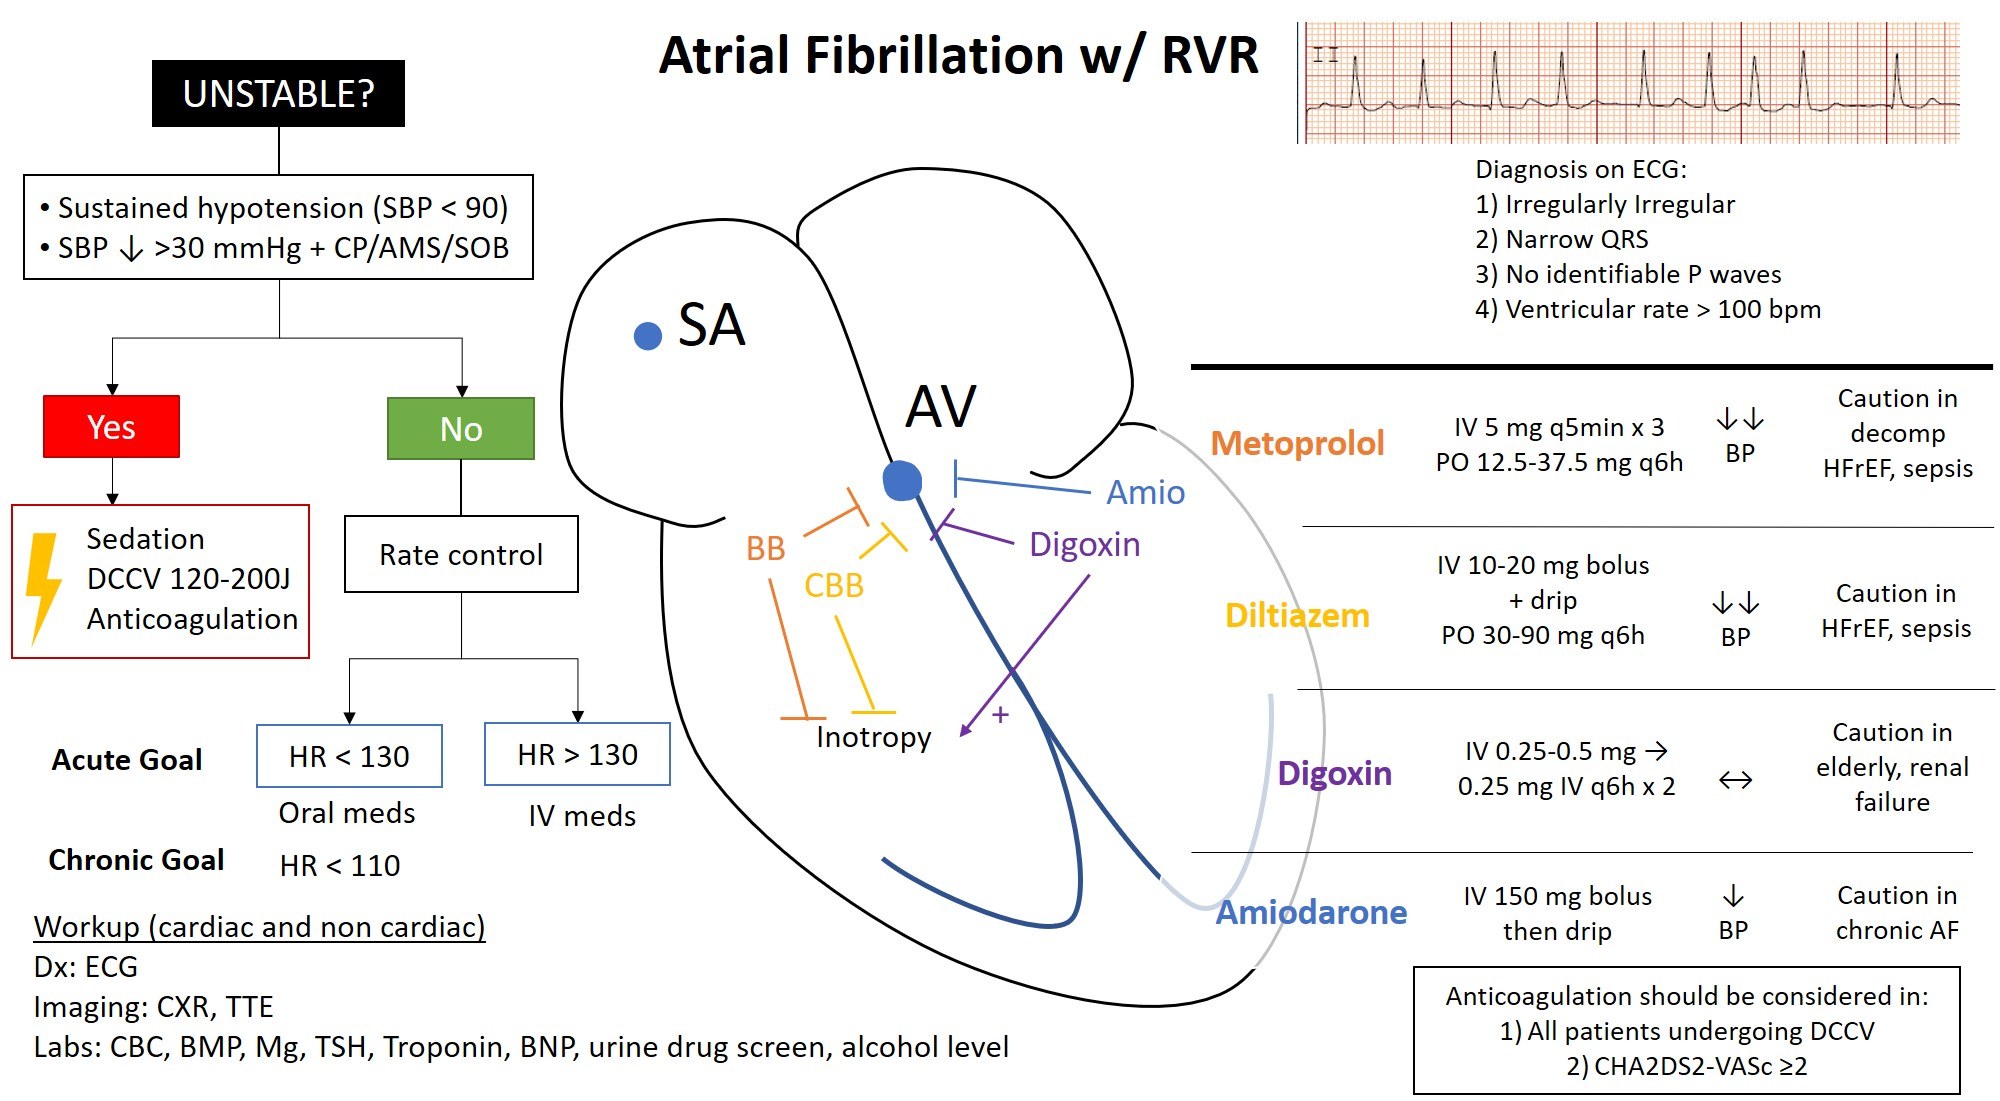 Atrial Fibrillation w/ RVR
UNSTABLE?
• Sustained hypotension (SBP < 90)
• SBP ↓ >30 mmHg + CP/AMS/SOB
Yes
No
Sedation
DCCV 120-200J
Anticoagulation
Rate control
Acute Goal
HR < 130
HR > 130
Oral meds
IV meds
Chronic Goal
HR < 110
Workup (cardiac and non cardiac)
Dx: ECG
Imaging: CXR, TTE
Labs: CBC, BMP, Mg, TSH, Troponin, BNP, urine drug screen, alcohol level
SA
AV
Amio
BB
Digoxin
CBB
+
Inotropy
II
Diagnosis on ECG:
1) Irregularly Irregular
2) Narrow QRS
3) No identifiable P waves
4) Ventricular rate > 100 bpm
Metoprolol
IV 5 mg q5min x 3
PO 12.5-37.5 mg q6h
↓↓
BP
Caution in
decomp
HFrEF, sepsis
Diltiazem
IV 10-20 mg bolus
+ drip
PO 30-90 mg q6h
↓↓
BP
Caution in
HFrEF, sepsis
Digoxin
IV 0.25-0.5 mg →
0.25 mg IV q6h x 2
↔
Caution in
elderly, renal
failure
Amiodarone
IV 150 mg bolus
then drip
↓
BP
Caution in
chronic AF
Anticoagulation should be considered in:
1) All patients undergoing DCCV
2) CHA2DS2-VASc ≥2